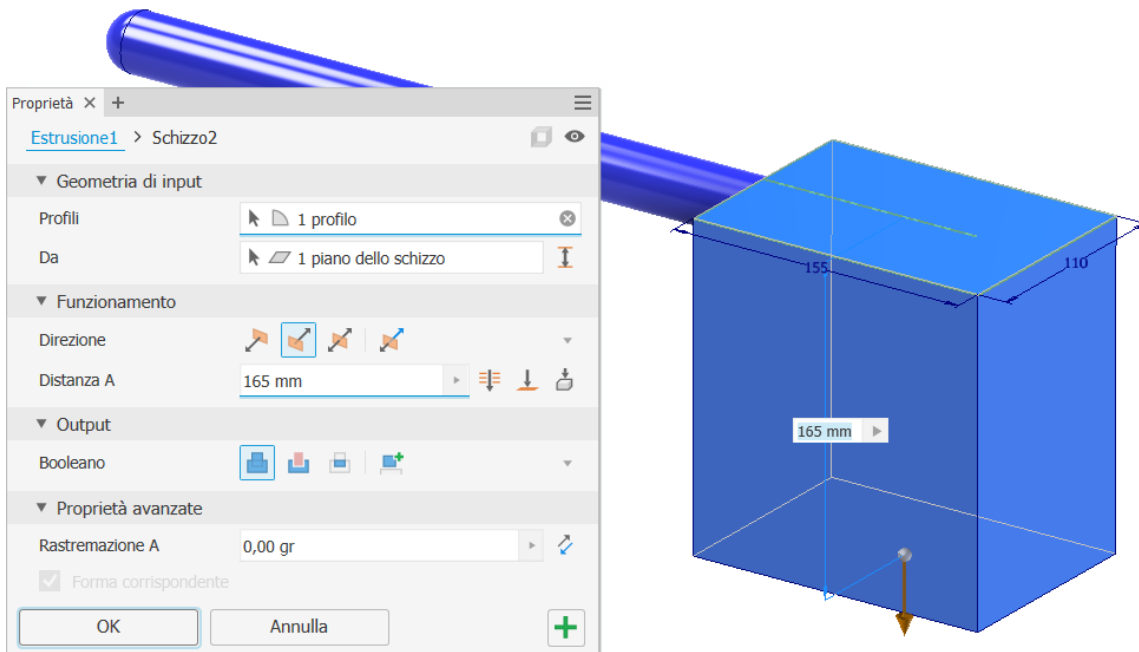 Proprietà
Estrusione1 > Schizzo2
Geometria di input
Profili 1 profilo
Da 1 piano dello schizzo
Funzionamento
Direzione
Distanza A 165 mm
Output
Booleano
Proprietà avanzate
Rastremazione A 0,00 gr
Forma corrispondente
OK Annulla
155
110
165 mm